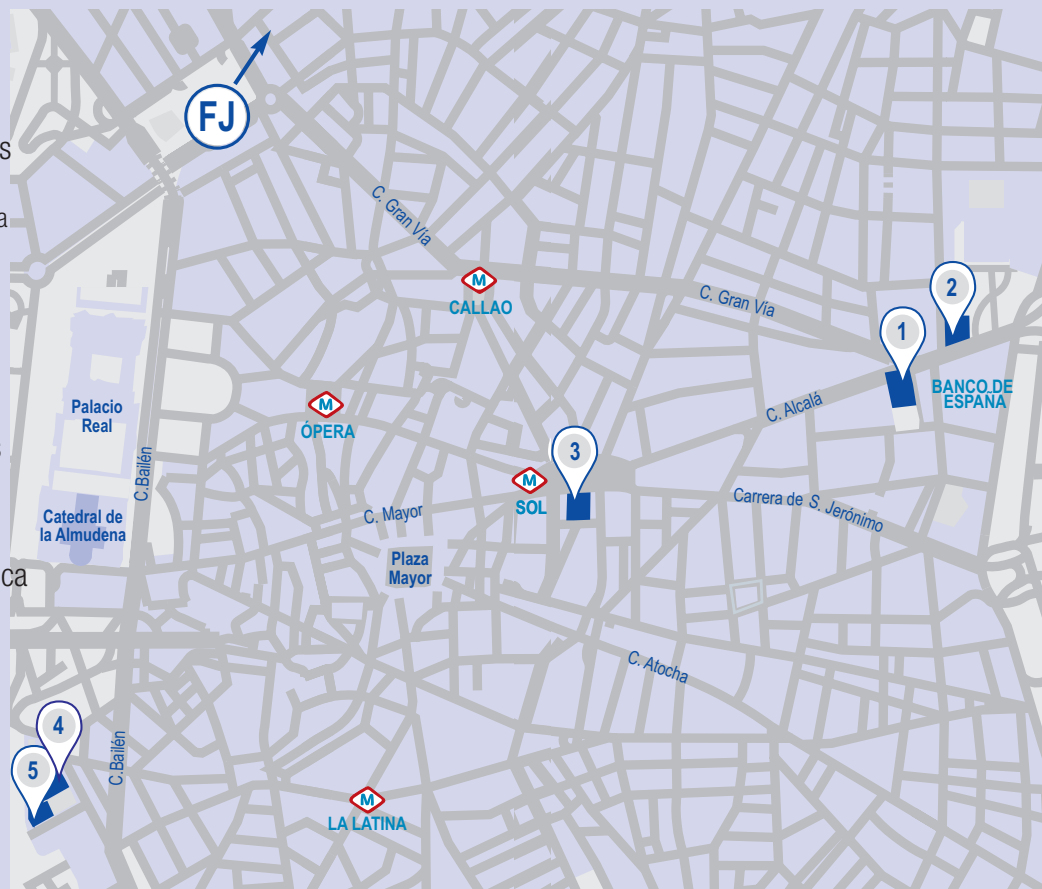 FJ
s
a
C. Gran Vía
M
CALLAO
C. Gran Vía
2
1
BANCO DE
ESPAÑA
Palacio
Real
M
ÓPERA
C. Alcalá
3
C.Bailén
M
SOL
C. Mayor
Carrera de S. Jerónimo
Catedral de
la Almudena
Plaza
Mayor
ca
C. Atocha
4
5
C.Bailén
M
LA LATINA